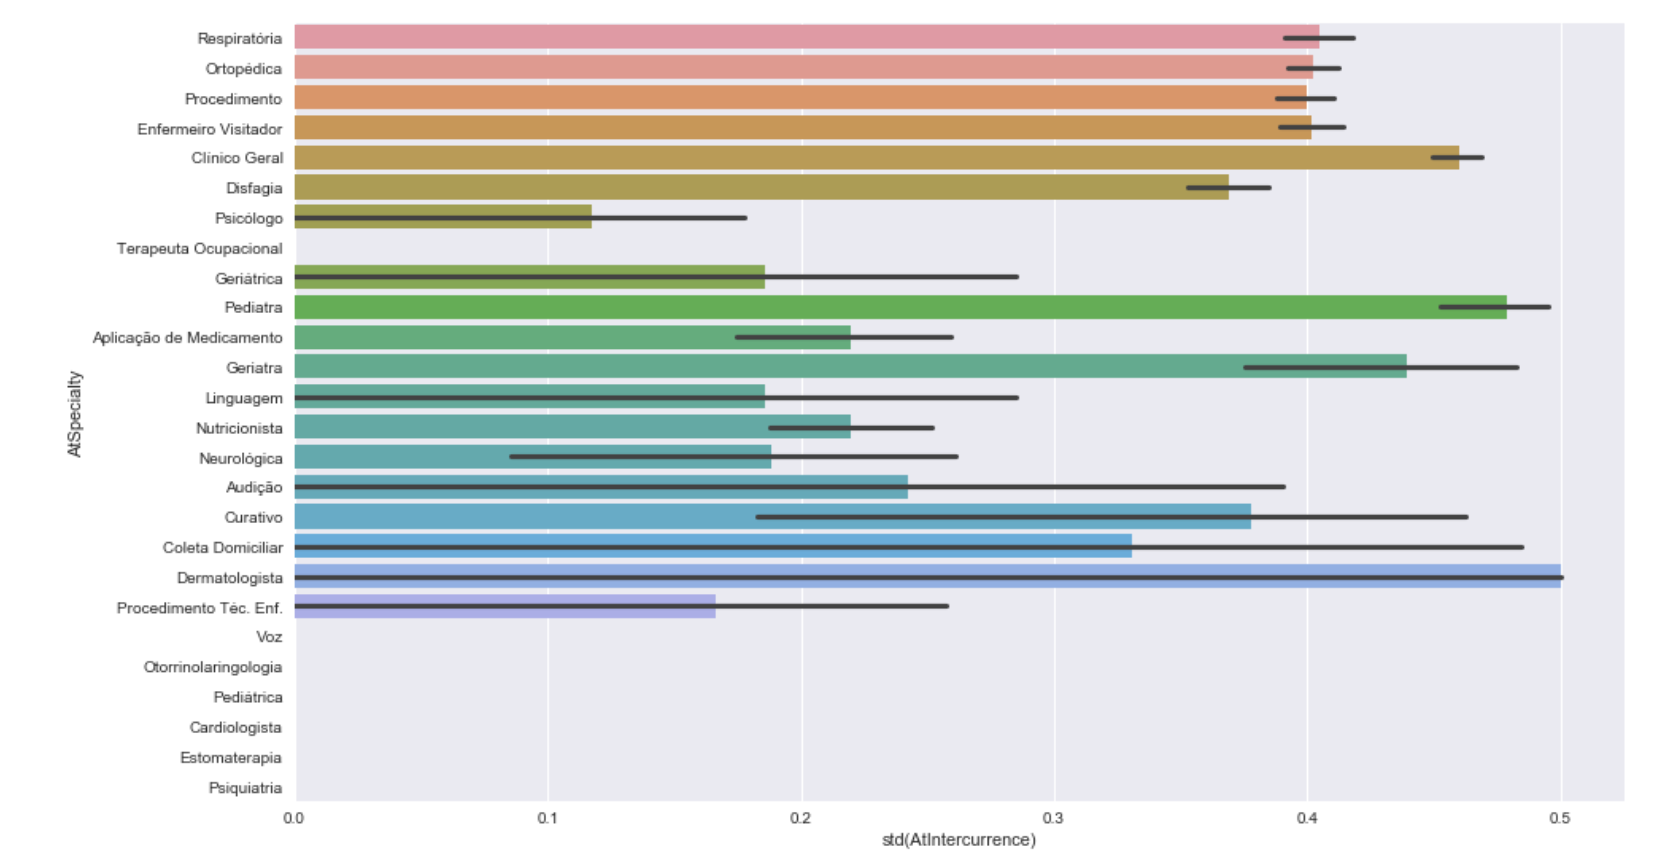 Respiratória
Ortopédica
Procedimento
Enfermeiro Visitador
Clínico Geral
Disfagia
Psicólogo
Terapeuta Ocupacional
Geriátrica
Pediatra
Aplicação de Medicamento
Geriatra
Linguagem
Nutricionista
Neurológica
Audição
Curativo
Coleta Domiciliar
Dermatologista
Procedimento Téc. Enf.
Voz
Otorrinolaringologia
Pediátrica
Cardiologista
Estomaterapia
Psiquiatria
AtSpecialty
0.0 0.1 0.2 0.3 0.4 0.5
std(AtIntercurrence)